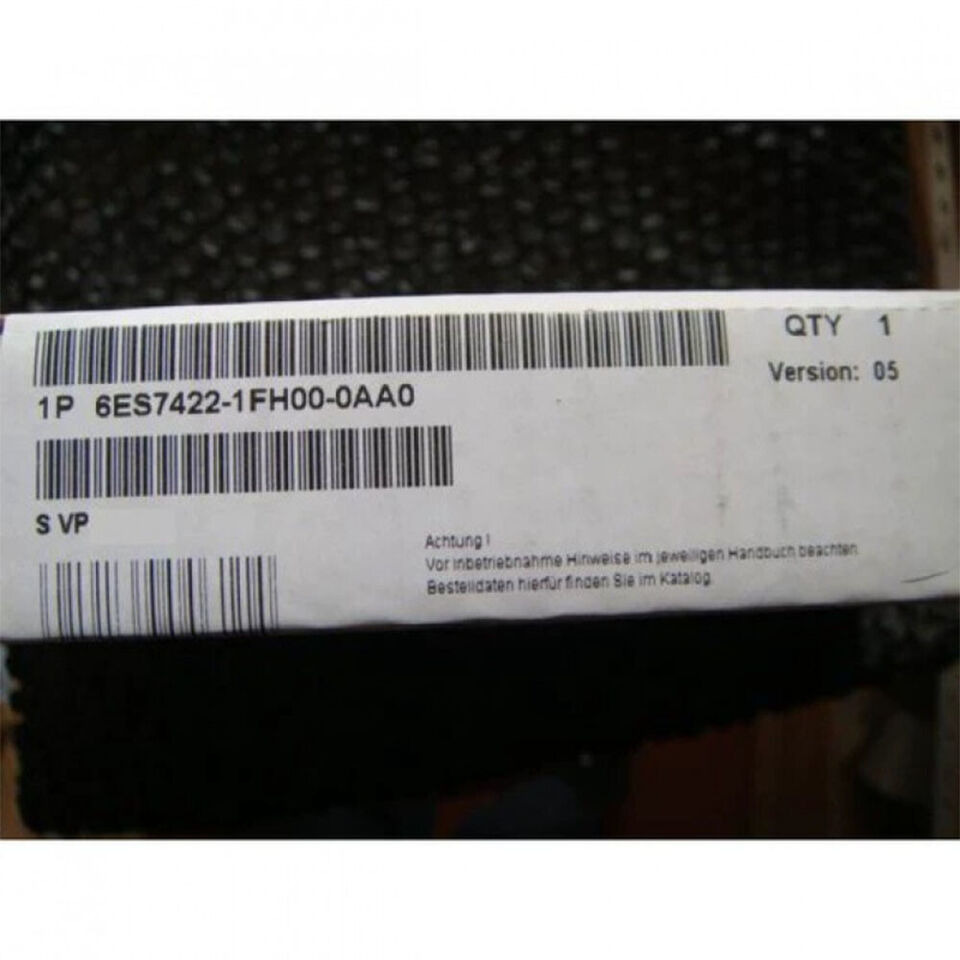 QTY 1
Version: 05
1P 6ES7422-1FH00-0AA0
S VP
Achtung!
Vor Inbetriebnahme Hinweise im jeweiligen Handbuch beachten
Bestelldaten hierfür finden Sie im Katalog.